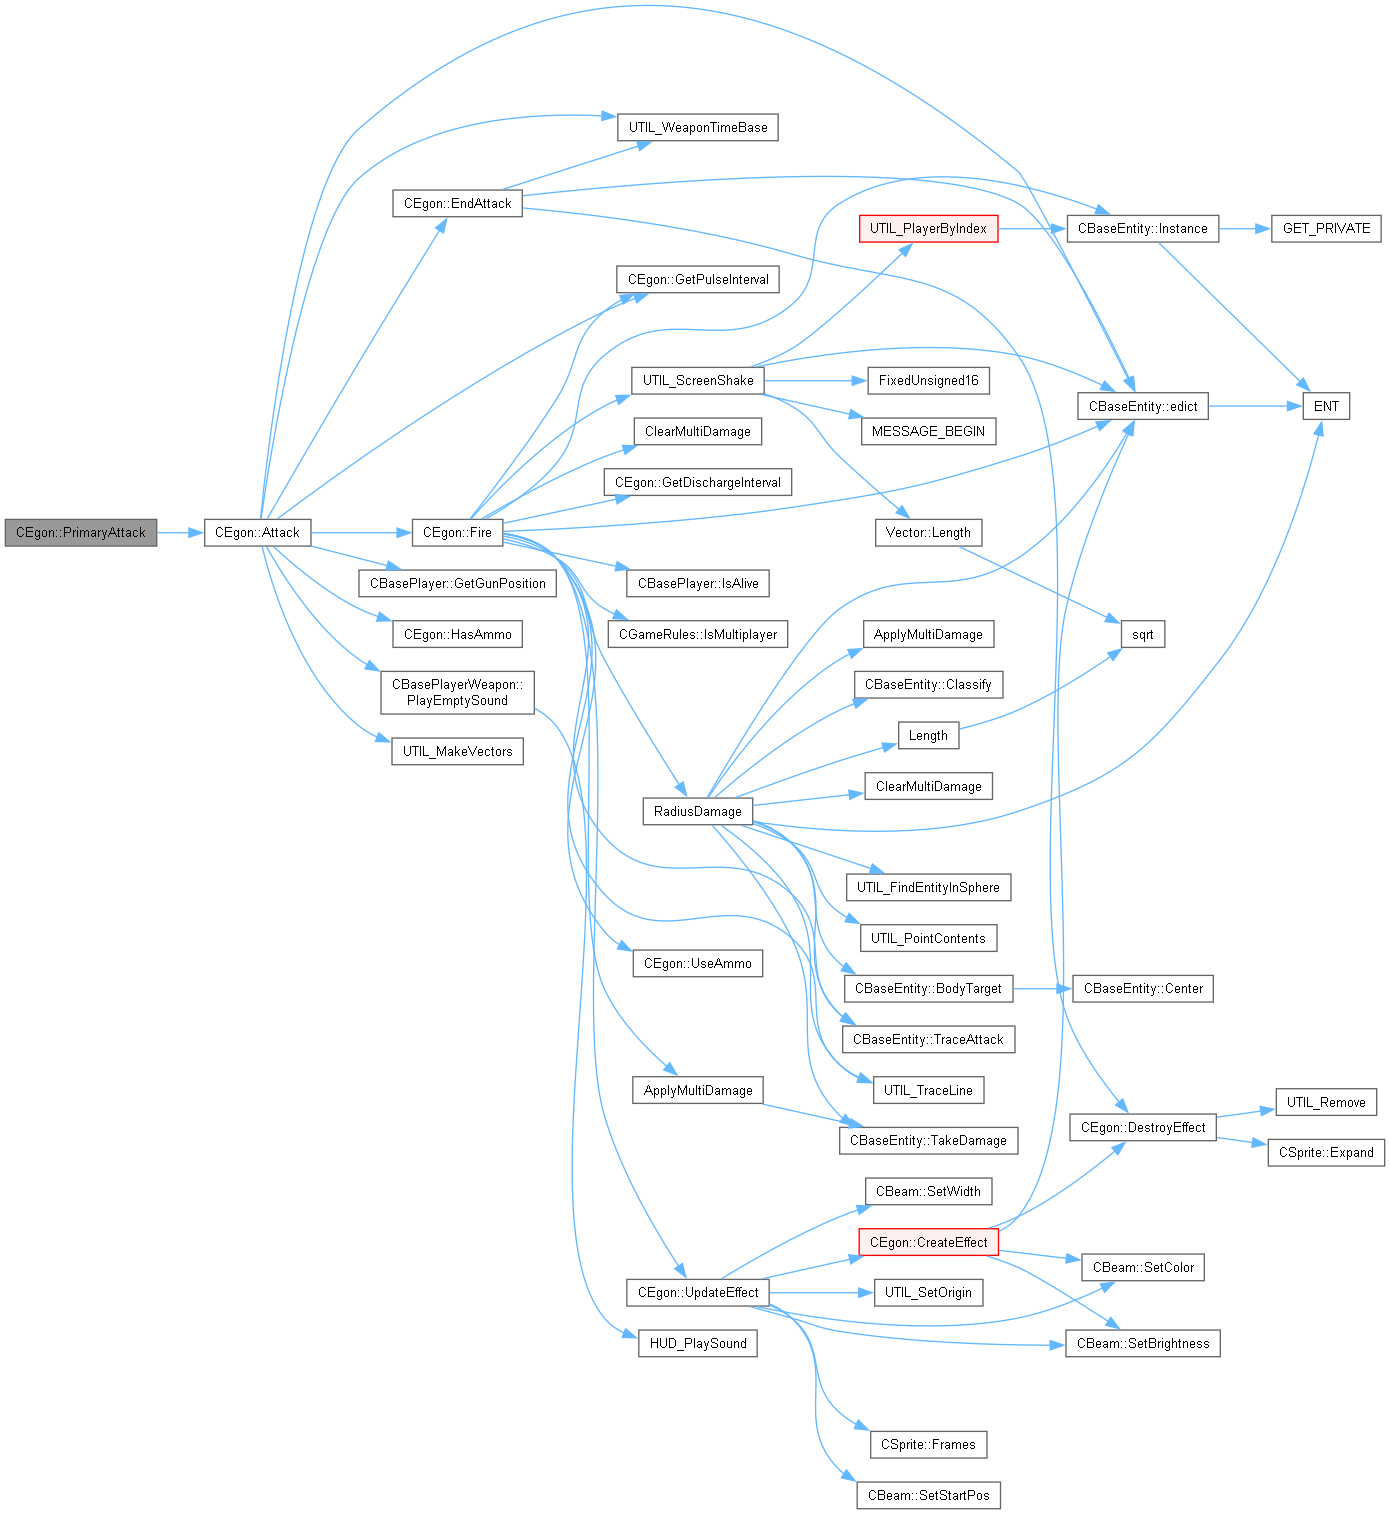 UTIL_WeaponTimeBase
CEgon::EndAttack
UTIL_PlayerByIndex
CBaseEntity::Instance
GET_PRIVATE
CEgon::GetPulseInterval
UTIL_ScreenShake
FixedUnsigned16
CBaseEntity::edict
ENT
ClearMultiDamage
MESSAGE_BEGIN
CEgon::GetDischargeInterval
CEgon::PrimaryAttack
CEgon::Attack
CEgon::Fire
Vector::Length
CBasePlayer::GetGunPosition
CBasePlayer::IsAlive
CEgon::HasAmmo
CGameRules::IsMultiplayer
ApplyMultiDamage
sqrt
CBasePlayerWeapon::
PlayEmptySound
CBaseEntity::Classify
UTIL_MakeVectors
Length
ClearMultiDamage
RadiusDamage
UTIL_FindEntityInSphere
UTIL_PointContents
CEgon::UseAmmo
CBaseEntity::BodyTarget
CBaseEntity::Center
CBaseEntity::TraceAttack
ApplyMultiDamage
UTIL_TraceLine
UTIL_Remove
CBaseEntity::TakeDamage
CEgon::DestroyEffect
CSprite::Expand
CBeam::SetWidth
CEgon::CreateEffect
CBeam::SetColor
CEgon::UpdateEffect
UTIL_SetOrigin
HUD_PlaySound
CBeam::SetBrightness
CSprite::Frames
CBeam::SetStartPos